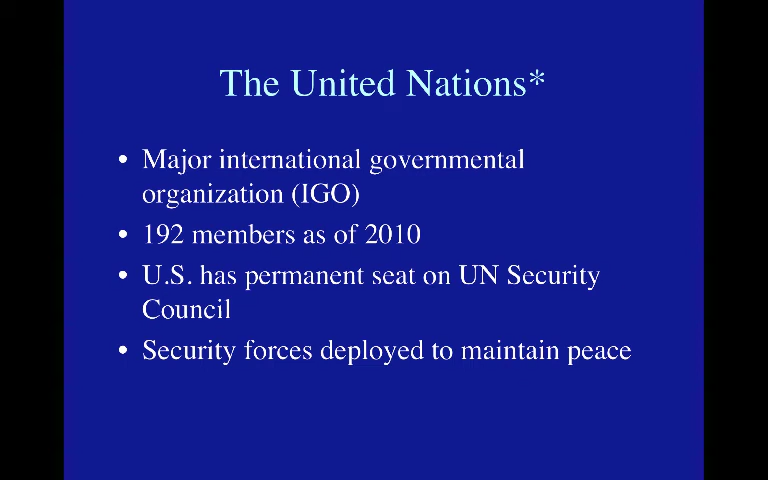 The United Nations*
• Major international governmental
organization (IGO)
• 192 members as of 2010
• U.S. has permanent seat on UN Security
Council
• Security forces deployed to maintain peace